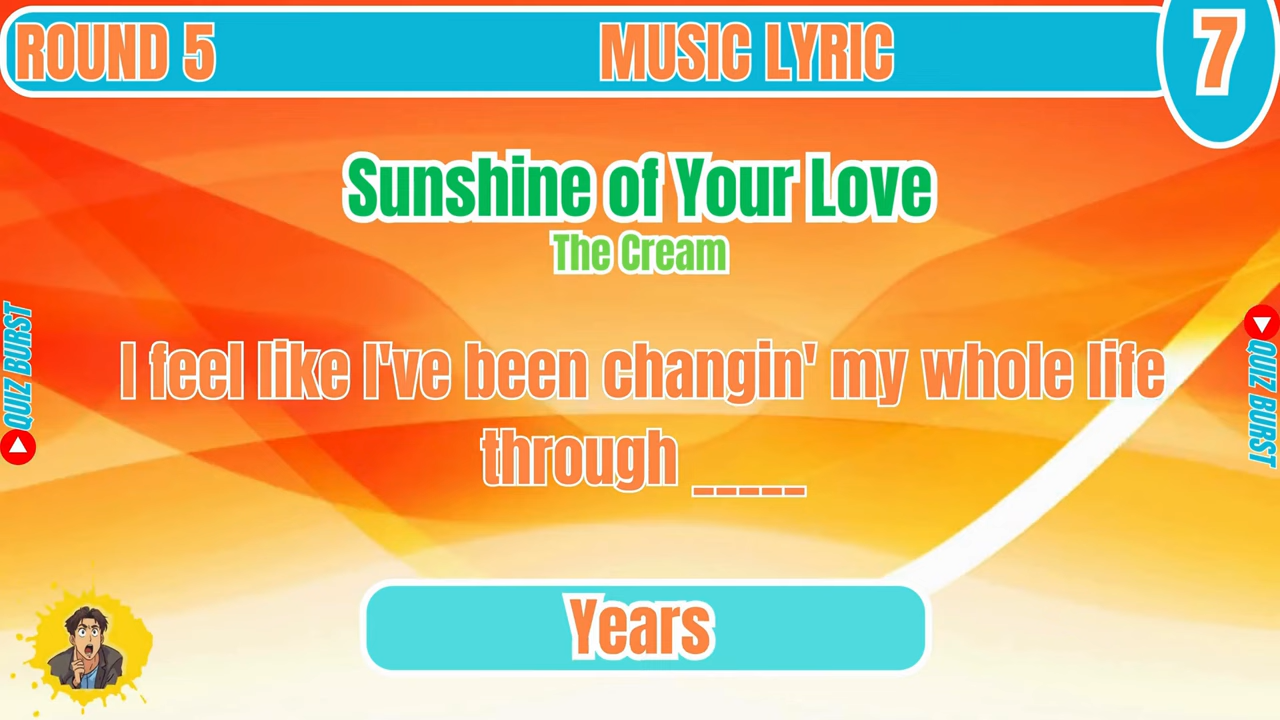 ROUND 5
MUSIC LYRIC
7
Sunshine of Your Love
The Cream
I feel like I've been changin' my whole life
through _____
Years
QUIZ BURST
QUIZ BURST